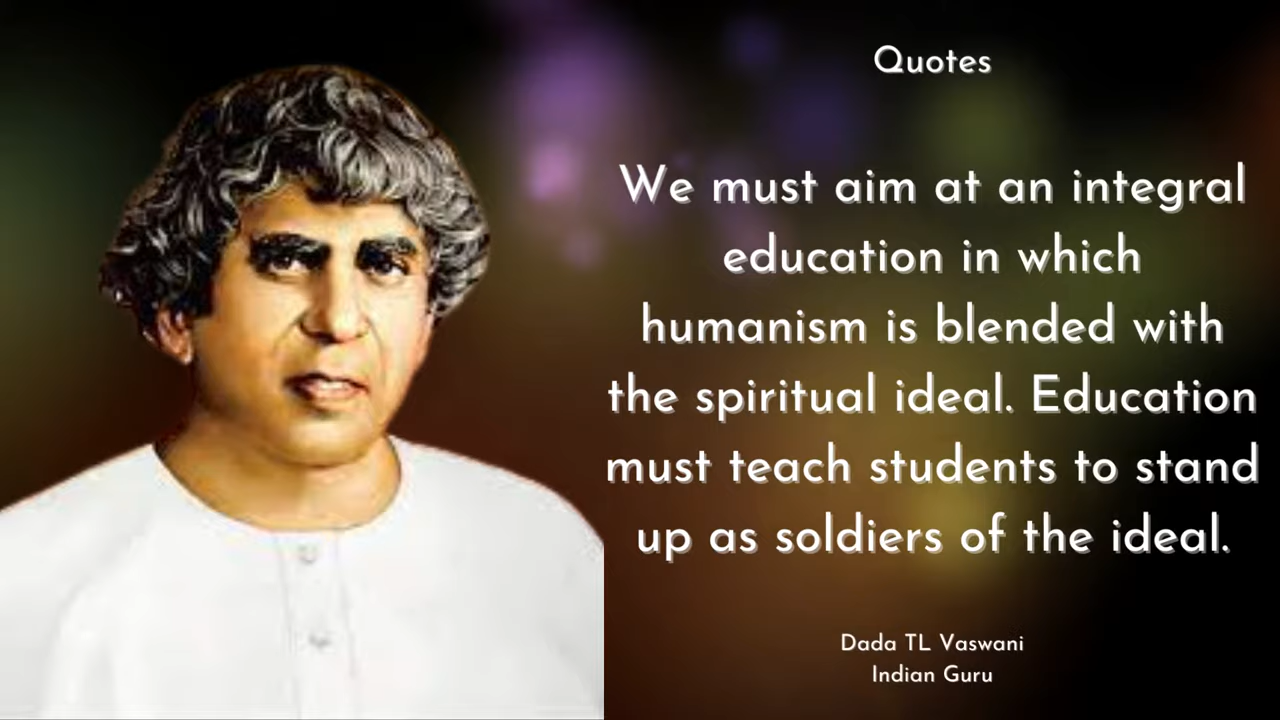 Quotes
We must aim at an integral
education in which
humanism is blended with
the spiritual ideal. Education
must teach students to stand
up as soldiers of the ideal.
Dada TL Vaswani
Indian Guru